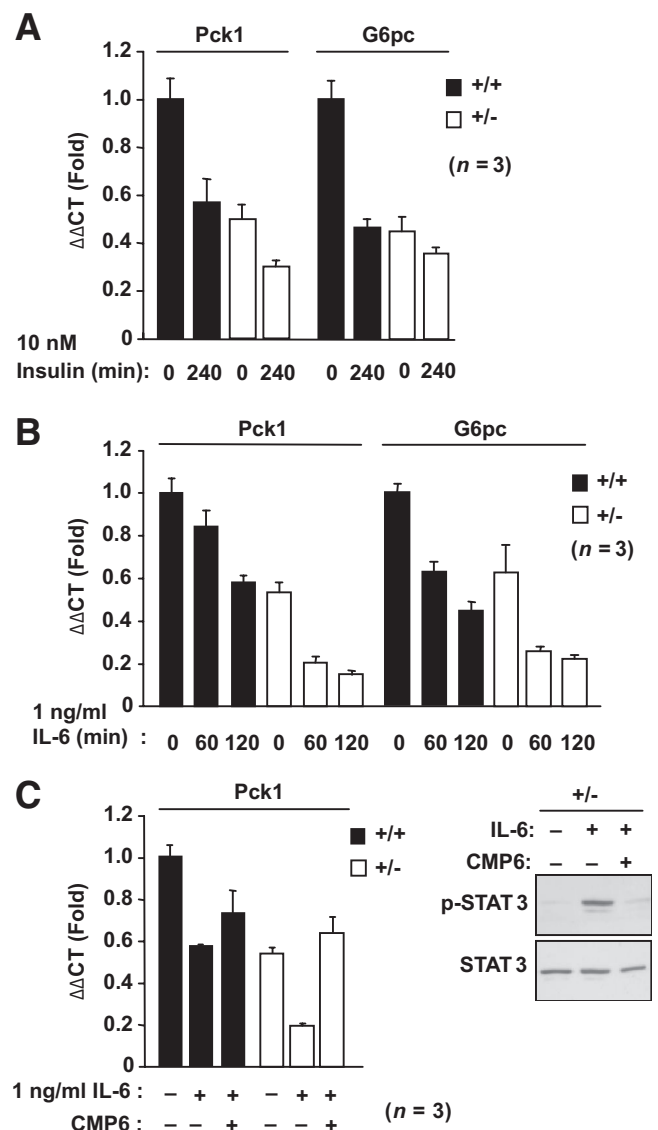 A
Pck1 G6pc
1.2
1.0
0.8
0.6
0.4
0.2
0
ΔΔCT (Fold)
+/+
+/-
(n = 3)
10 nM
Insulin (min): 0 240 0 240 0 240 0 240
B
Pck1 G6pc
1.2
1.0
0.8
0.6
0.4
0.2
0
ΔΔCT (Fold)
+/+
+/-
(n = 3)
1 ng/ml
IL-6 (min) : 0 60 120 0 60 120 0 60 120 0 60 120
C
Pck1
1.2
1.0
0.8
0.6
0.4
0.2
0
ΔΔCT (Fold)
+/+
+/-
1 ng/ml IL-6 : – + + – + +
CMP6 : – – + – – +
(n = 3)
+/-
IL-6: – + +
CMP6: – – +
p-STAT 3
STAT 3